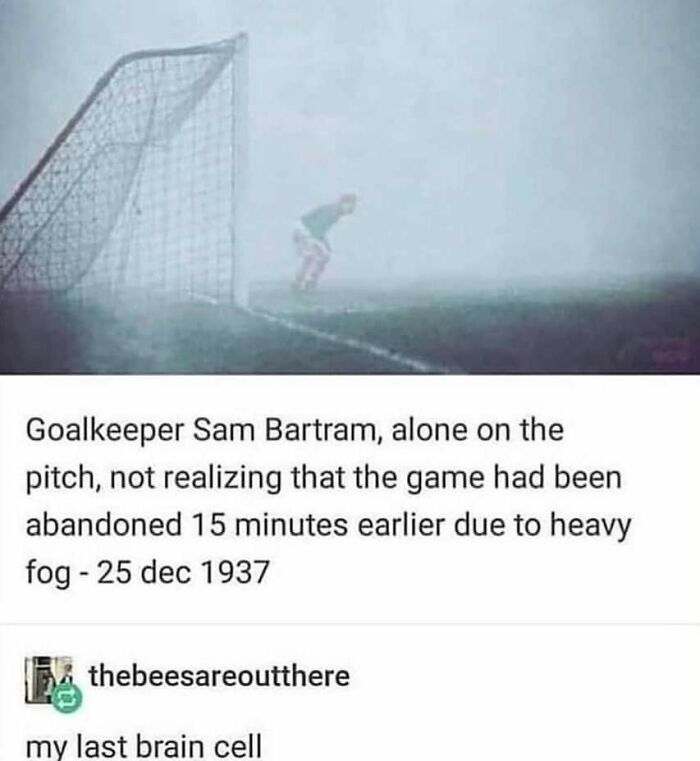 Goalkeeper Sam Bartram, alone on the
pitch, not realizing that the game had been
abandoned 15 minutes earlier due to heavy
fog - 25 dec 1937
thebeesareoutthere
my last brain cell